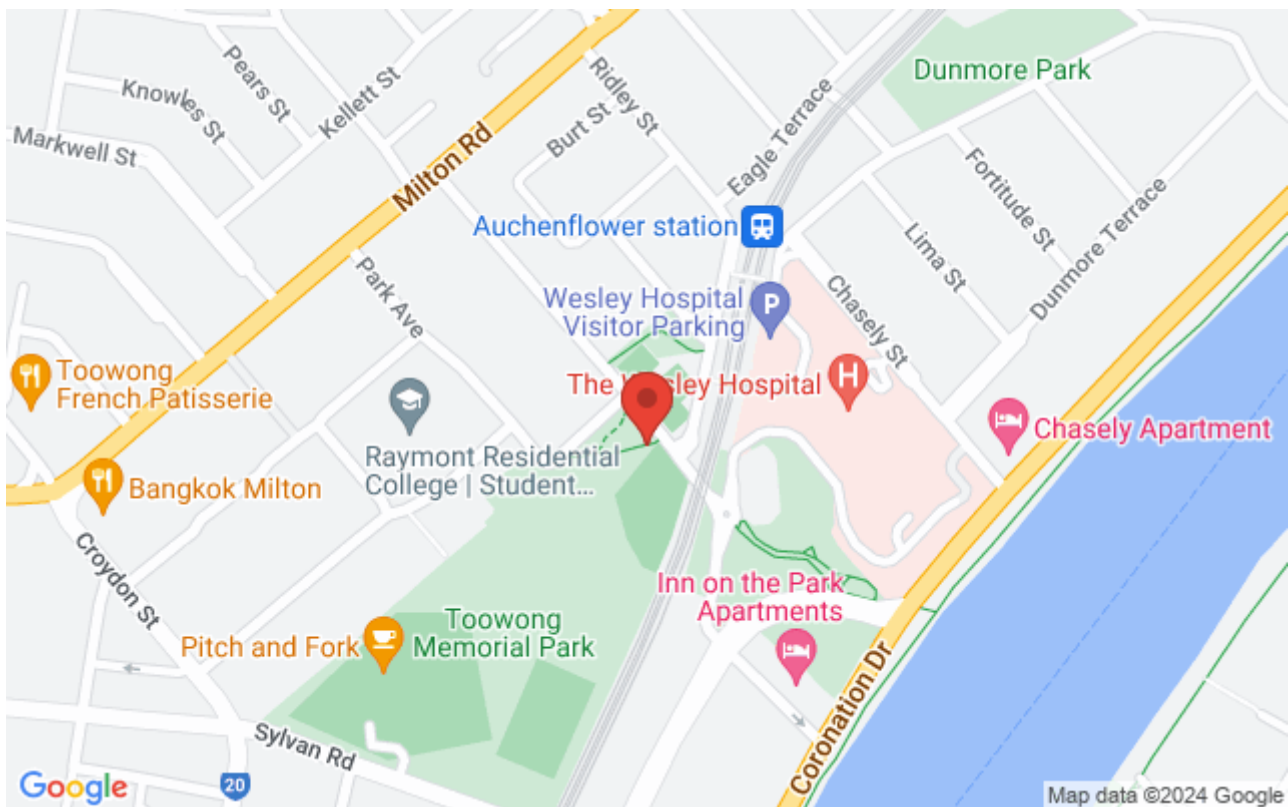 Dunmore Park
Pears St
Kellett St
Knowles St
Markwell St
Milton Rd
Ridley St
Burt St
Eagle Terrace
Fortitude St
Dunmore Terrace
Lima St
Auchenflower station
Chasely St
Park Ave
Wesley Hospital
Visitor Parking
P
The Wesley Hospital
H
Toowong
French Patisserie
Chasely Apartment
Raymont Residential
College | Student...
Bangkok Milton
Croydon St
Inn on the Park
Apartments
Toowong
Memorial Park
Pitch and Fork
Coronation Dr
Sylvan Rd
20
Google
Map data ©2024 Google